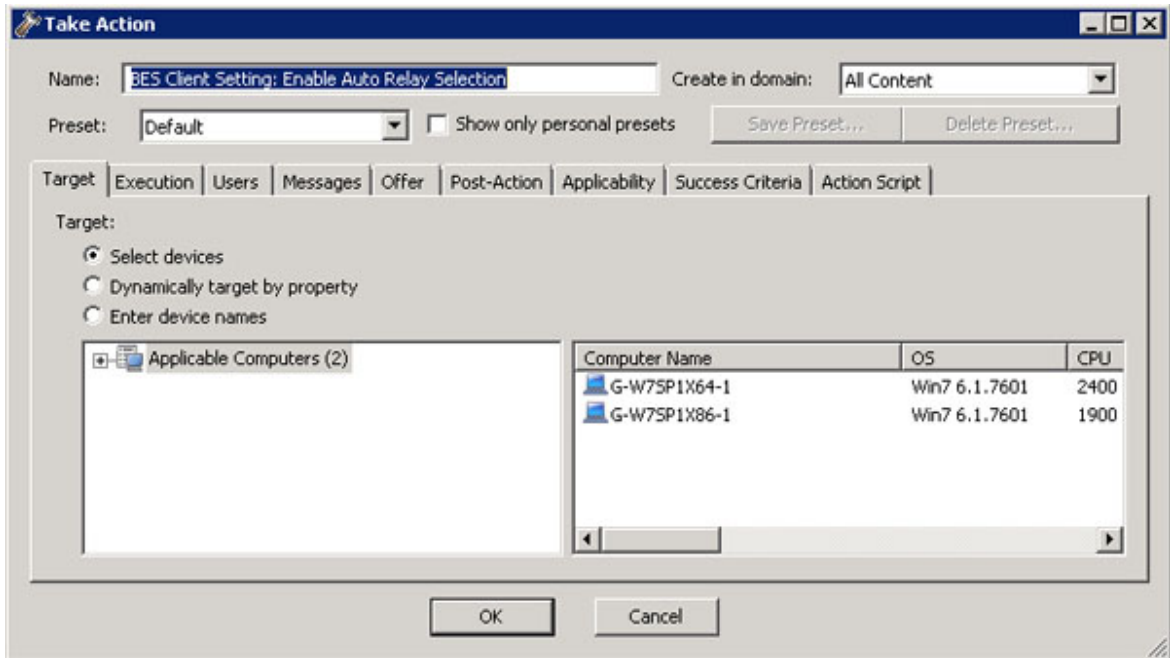 Take Action
Name: BES Client Setting: Enable Auto Relay Selection Create in domain: All Content
Preset: Default Show only personal presets Save Preset... Delete Preset...
Target Execution Users Messages Offer Post-Action Applicability Success Criteria Action Script
Target:
Select devices
Dynamically target by property
Enter device names
Applicable Computers (2)
Computer Name OS CPU
G-W7SP1X64-1 Win7 6.1.7601 2400
G-W7SP1X86-1 Win7 6.1.7601 1900
OK Cancel